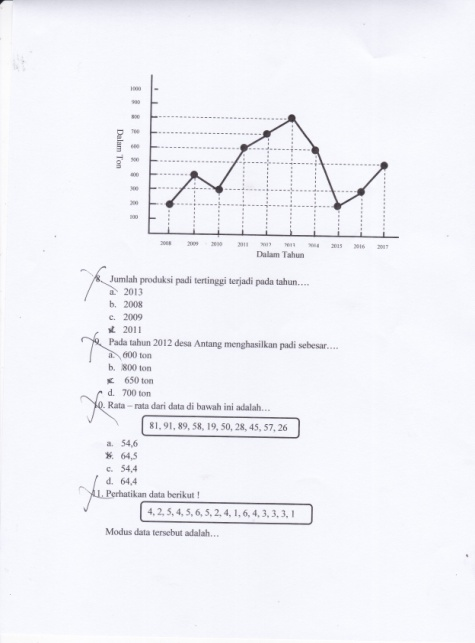 1000
900
800
700
600
500
400
300
200
100
Dalam Ton
2008 2009 2010 2011 2012 2013 2014 2015 2016 2017
Dalam Tahun
8. Jumlah produksi padi tertinggi terjadi pada tahun….
a. 2013
b. 2008
c. 2009
d. 2011
9. Pada tahun 2012 desa Antang menghasilkan padi sebesar….
a. 600 ton
b. 800 ton
c. 650 ton
d. 700 ton
10. Rata – rata dari data di bawah ini adalah…
81, 91, 89, 58, 19, 50, 28, 45, 57, 26
a. 54,6
b. 64,5
c. 54,4
d. 64,4
11. Perhatikan data berikut !
4, 2, 5, 4, 5, 6, 5, 2, 4, 1, 6, 4, 3, 3, 3, 1
Modus data tersebut adalah…